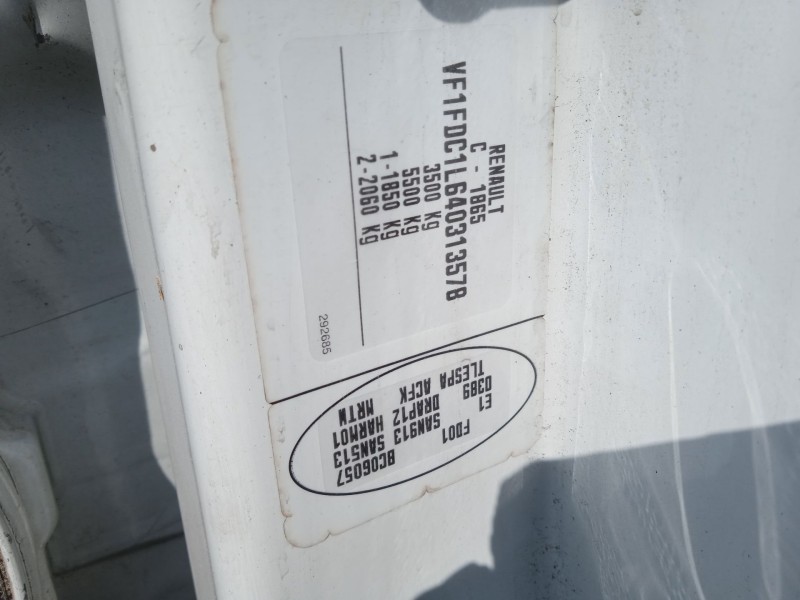 RENAULT
C - 1865
VF1FDC1L640313578
3500 Kg
5500 Kg
1-1850 Kg
2-2060 Kg
292685
BC06057
SAN913 SAN513
FD01 DRAP12 HARM01
TLESPA ACFK MRTW
E1 0389